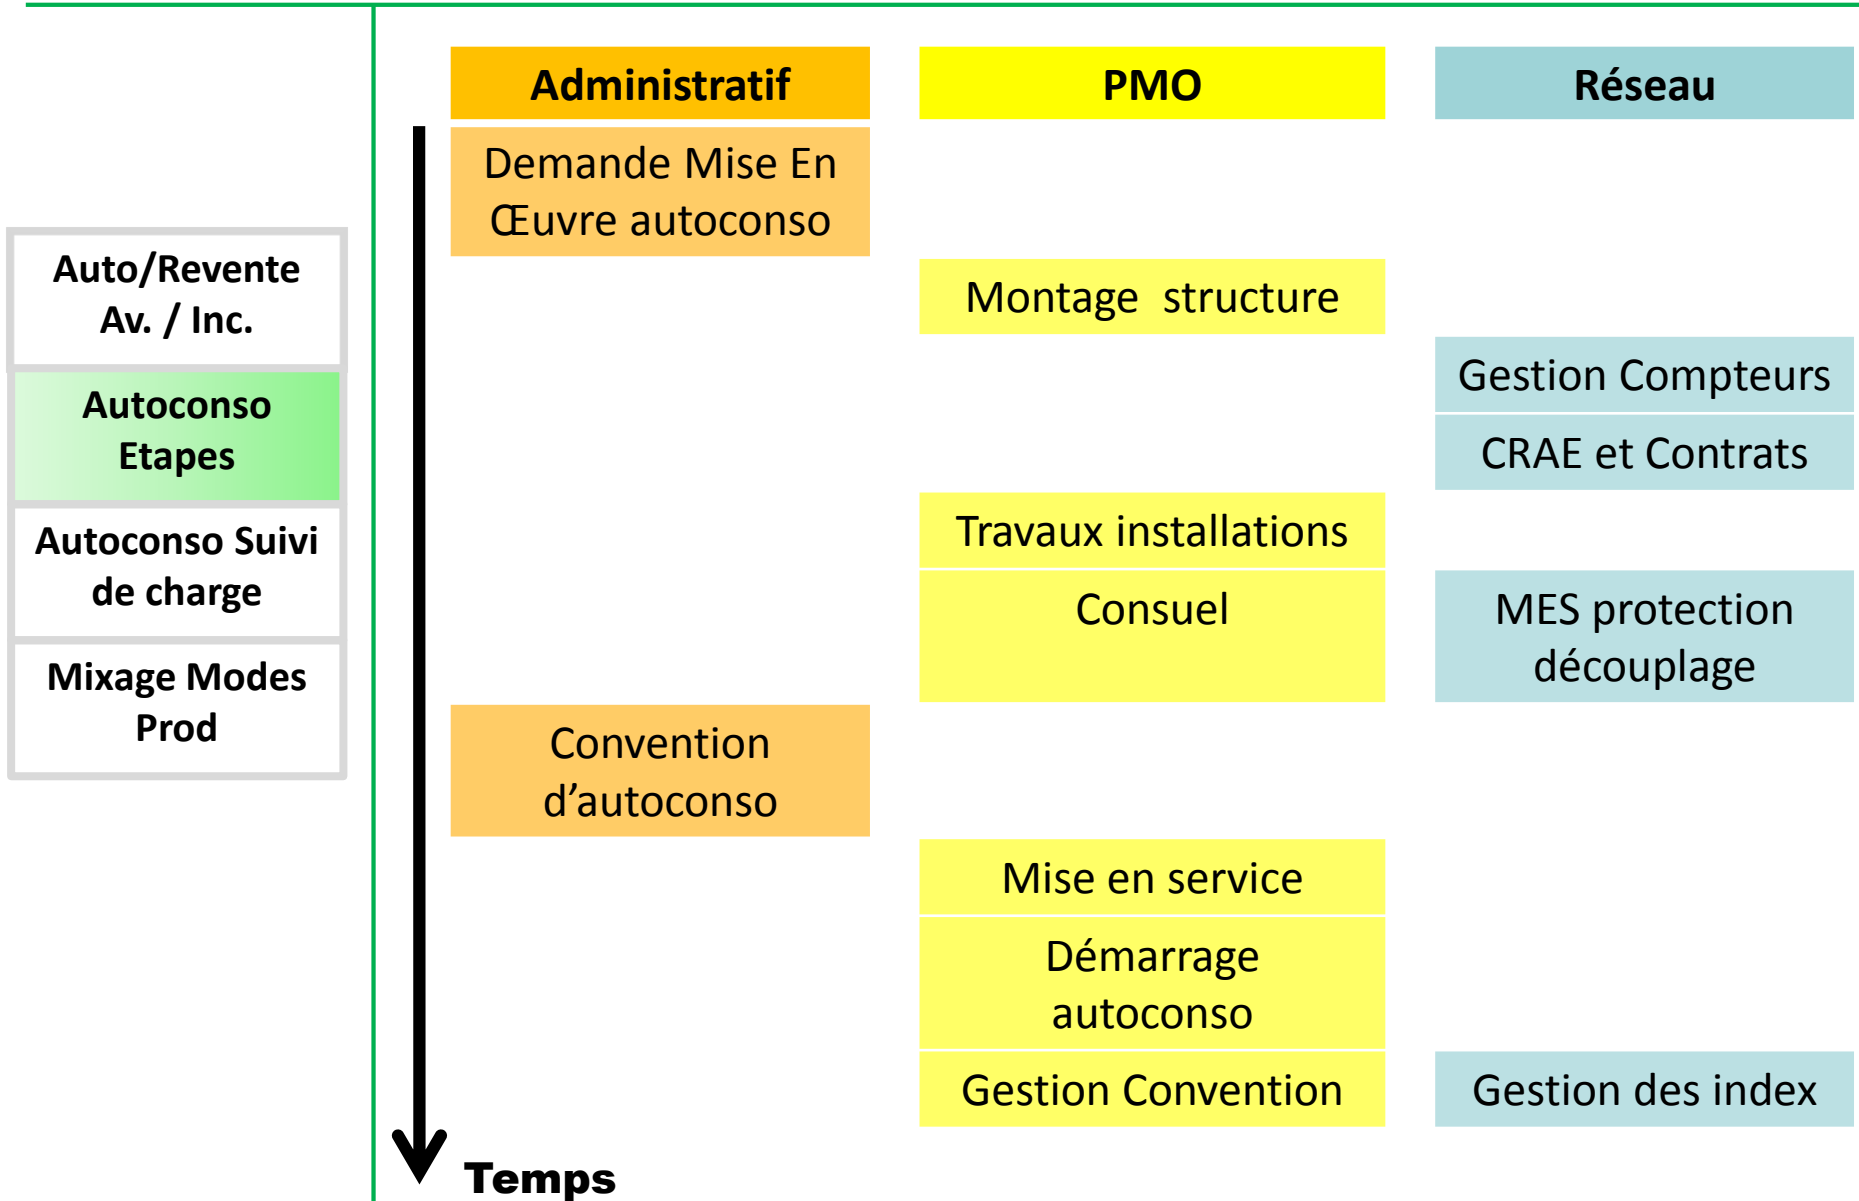 Administratif
PMO
Réseau
Demande Mise En
Œuvre autoconso
Auto/Revente
Av. / Inc.
Autoconso
Etapes
Autoconso Suivi
de charge
Mixage Modes
Prod
Montage structure
Gestion Compteurs
CRAE et Contrats
Travaux installations
Consuel
MES protection
découplage
Convention
d’autoconso
Mise en service
Démarrage
autoconso
Gestion Convention
Gestion des index
Temps